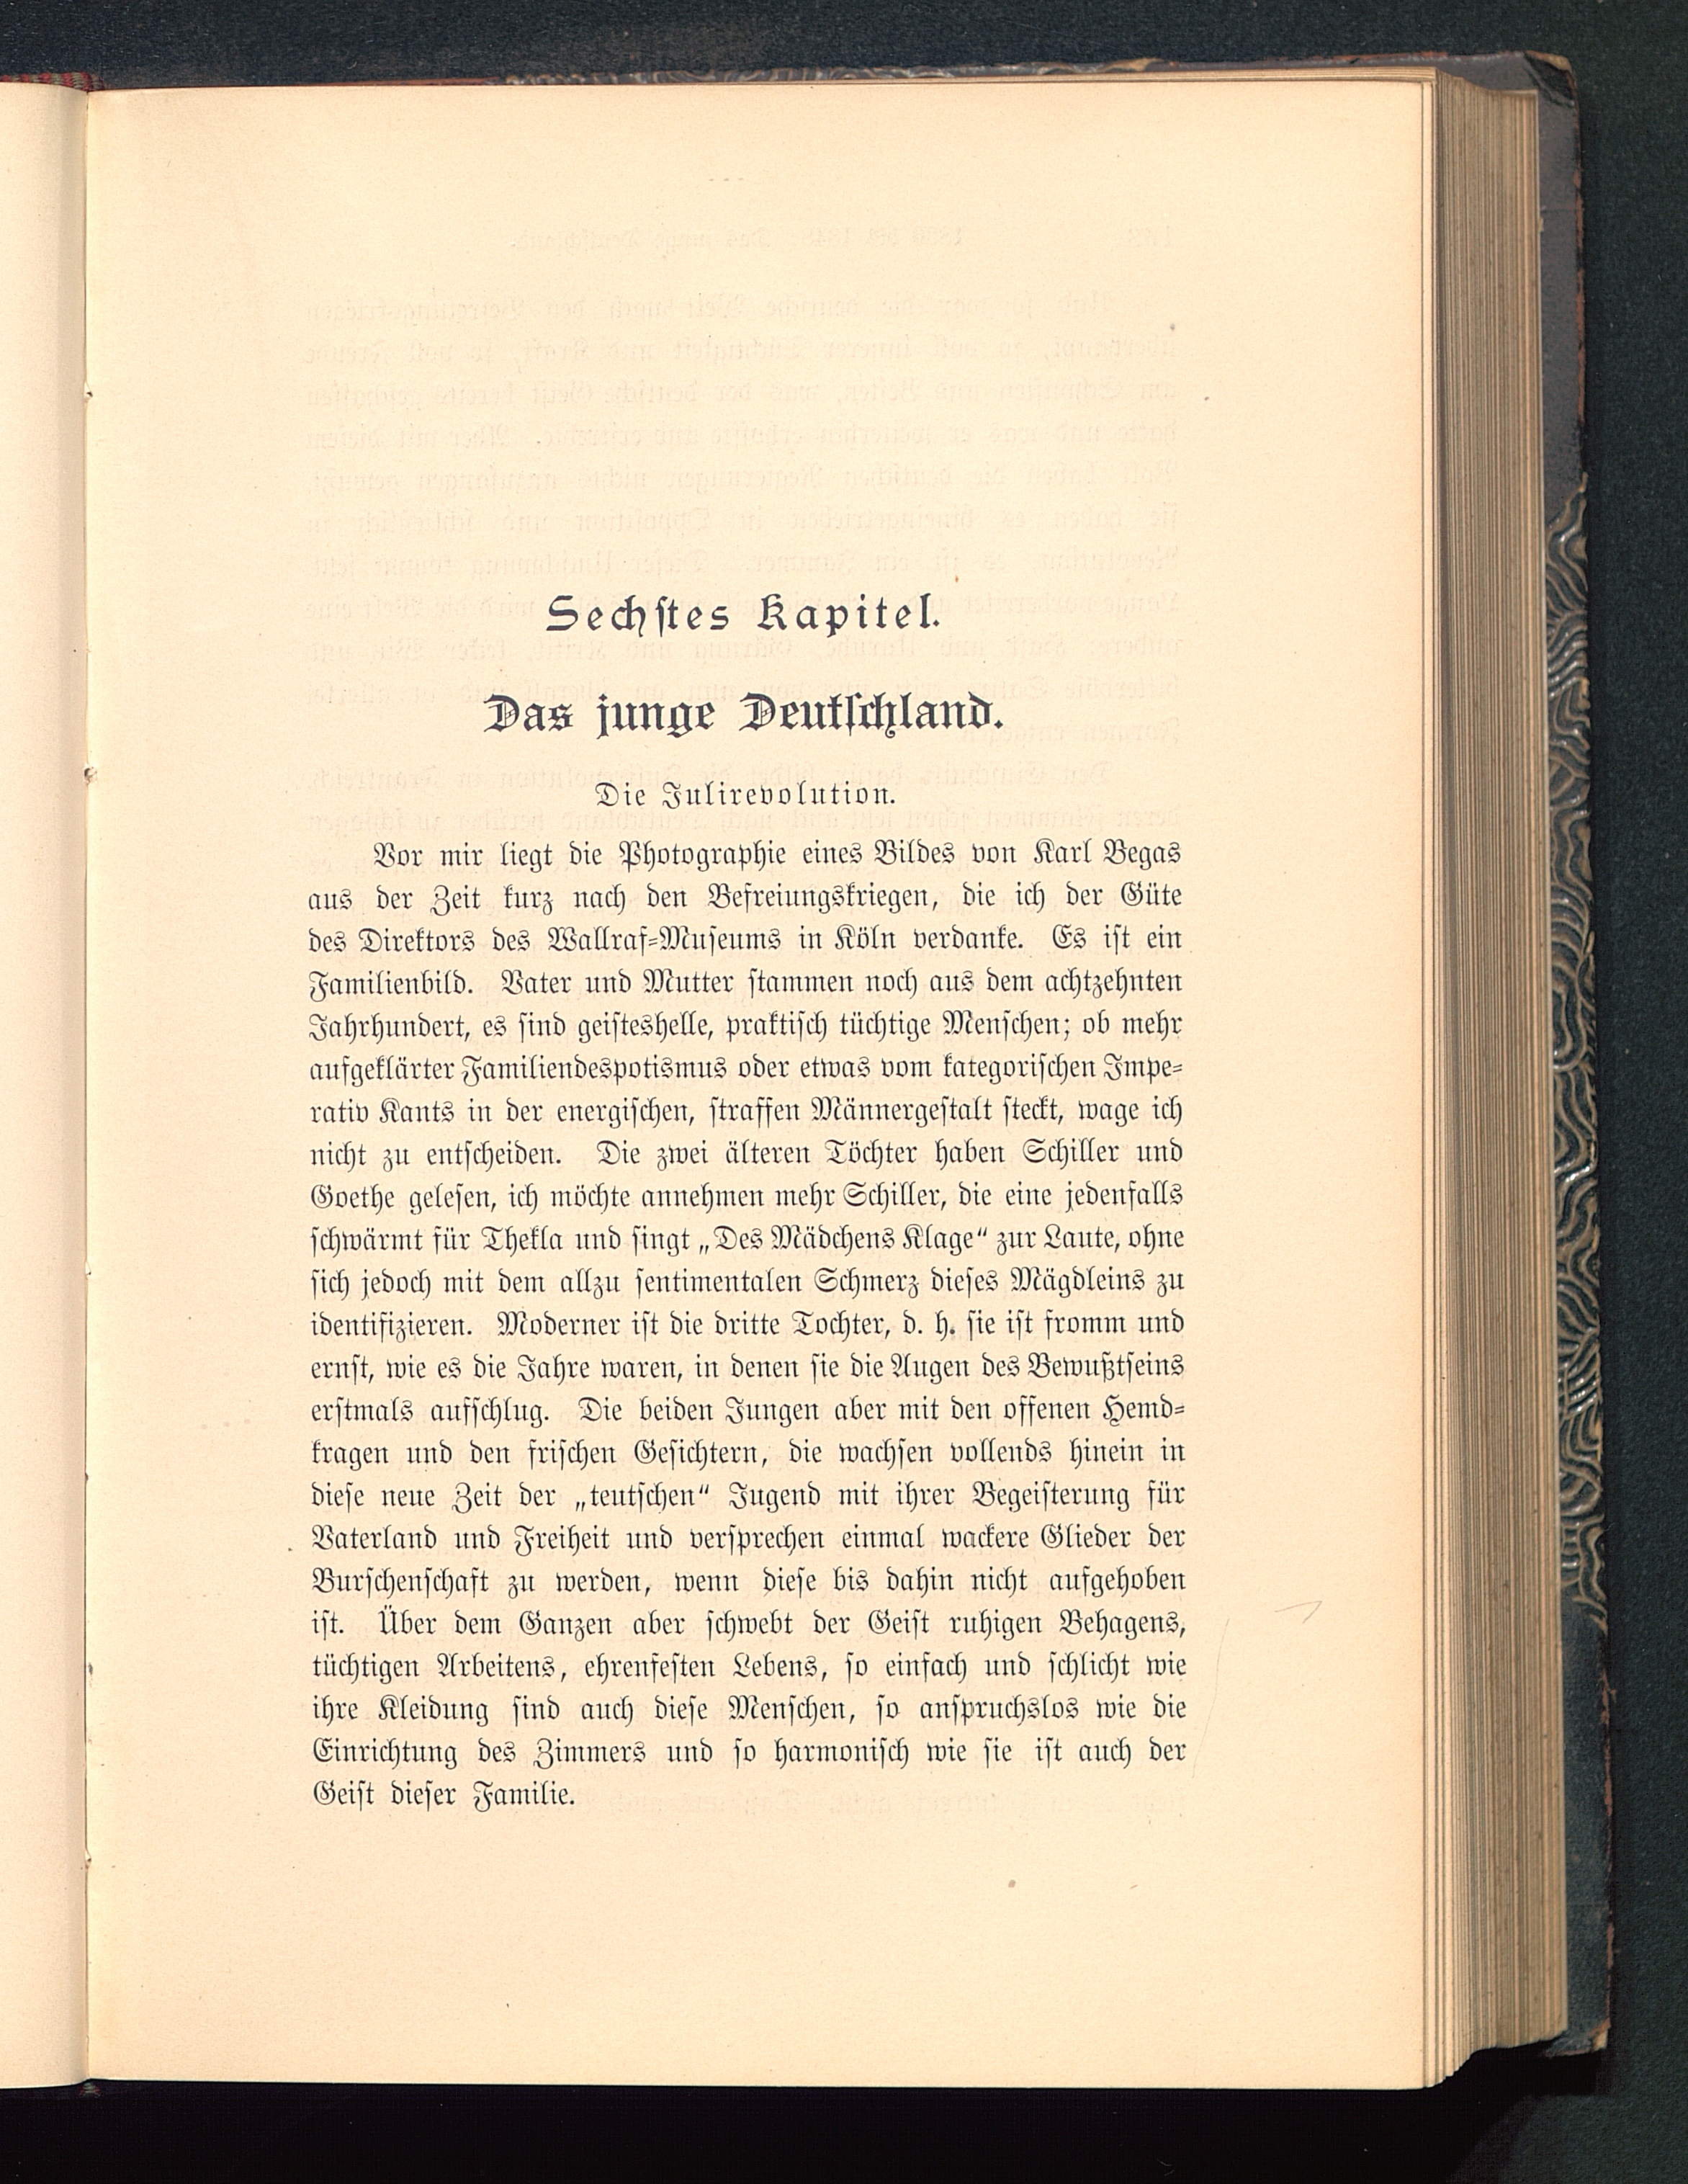 Sechstes Kapitel.
Das junge Deutschland.
Die Julirevolution.
Vor mir liegt die Photographie eines Bildes von Karl Begas
aus der Zeit kurz nach den Befreiungskriegen, die ich der Güte
des Direktors des Wallraf-Museums in Köln verdanke. Es ist ein
Familienbild. Vater und Mutter stammen noch aus dem achtzehnten
Jahrhundert, es sind geisteshelle, praktisch tüchtige Menschen; ob mehr
aufgeklärter Familiendespotismus oder etwas vom kategorischen Impe-
rativ Kants in der energischen, straffen Männergestalt steckt, wage ich
nicht zu entscheiden. Die zwei älteren Töchter haben Schiller und
Goethe gelesen, ich möchte annehmen mehr Schiller, die eine jedenfalls
schwärmt für Thekla und singt „Des Mädchens Klage“ zur Laute, ohne
sich jedoch mit dem allzu sentimentalen Schmerz dieses Mägdleins zu
identifizieren. Moderner ist die dritte Tochter, d. h. sie ist fromm und
ernst, wie es die Jahre waren, in denen sie die Augen des Bewußtseins
erstmals aufschlug. Die beiden Jungen aber mit den offenen Hemd-
kragen und den frischen Gesichtern, die wachsen vollends hinein in
diese neue Zeit der „teutschen“ Jugend mit ihrer Begeisterung für
Vaterland und Freiheit und versprechen einmal wackere Glieder der
Burschenschaft zu werden, wenn diese bis dahin nicht aufgehoben
ist. Über dem Ganzen aber schwebt der Geist ruhigen Behagens,
tüchtigen Arbeitens, ehrenfesten Lebens, so einfach und schlicht wie
ihre Kleidung sind auch diese Menschen, so anspruchslos wie die
Einrichtung des Zimmers und so harmonisch wie sie ist auch der
Geist dieser Familie.